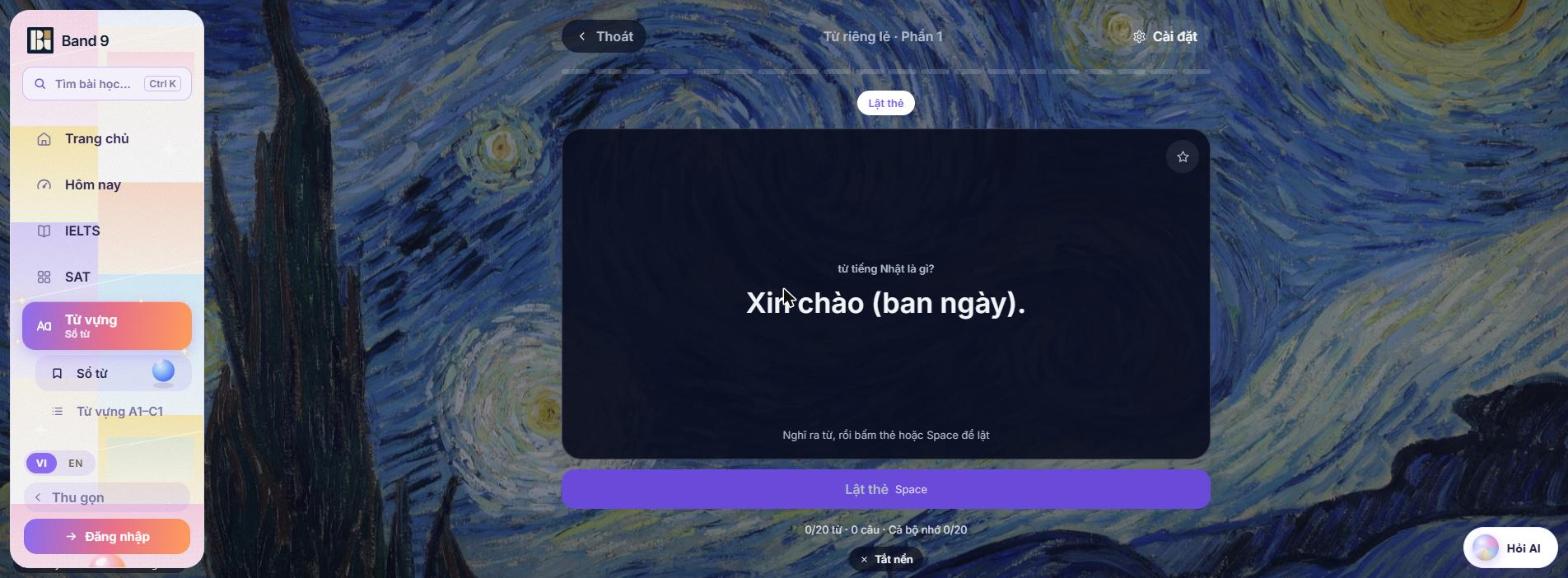 Band 9
Tìm bài học... Ctrl K
Trang chủ
Hôm nay
IELTS
SAT
Từ vựng
Sổ từ
Sổ từ
Từ vựng A1–C1
VI EN
Thu gọn
Đăng nhập
Thoát
Từ riêng lẻ · Phần 1
Cài đặt
Lật thẻ
từ tiếng Nhật là gì?
Xin chào (ban ngày).
Nghĩ ra từ, rồi bấm thẻ hoặc Space để lật
Lật thẻ Space
0/20 từ · 0 câu · Cả bộ nhớ 0/20
× Tắt nền
Hỏi AI